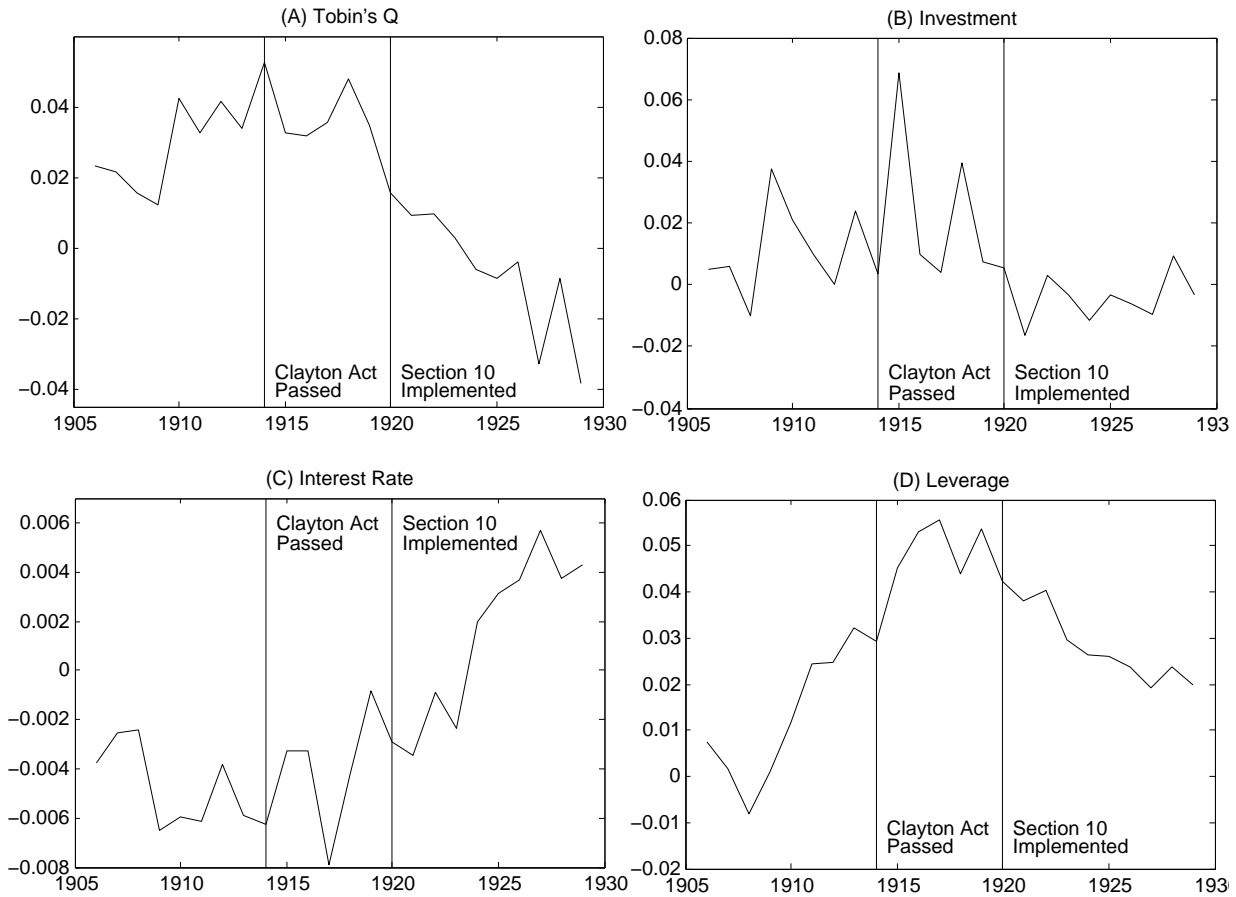 (A) Tobin's Q
0.04
0.02
0
−0.02
−0.04
Clayton Act
Passed
Section 10
Implemented
1905
1910
1915
1920
1925
1930
(B) Investment
0.08
0.06
0.04
0.02
0
−0.02
−0.04
Clayton Act
Passed
Section 10
Implemented
1905
1910
1915
1920
1925
193
(C) Interest Rate
0.006
0.004
0.002
0
−0.002
−0.004
−0.006
−0.008
Clayton Act
Passed
Section 10
Implemented
1905
1910
1915
1920
1925
1930
(D) Leverage
0.06
0.05
0.04
0.03
0.02
0.01
0
−0.01
−0.02
Clayton Act
Passed
Section 10
Implemented
1905
1910
1915
1920
1925
193